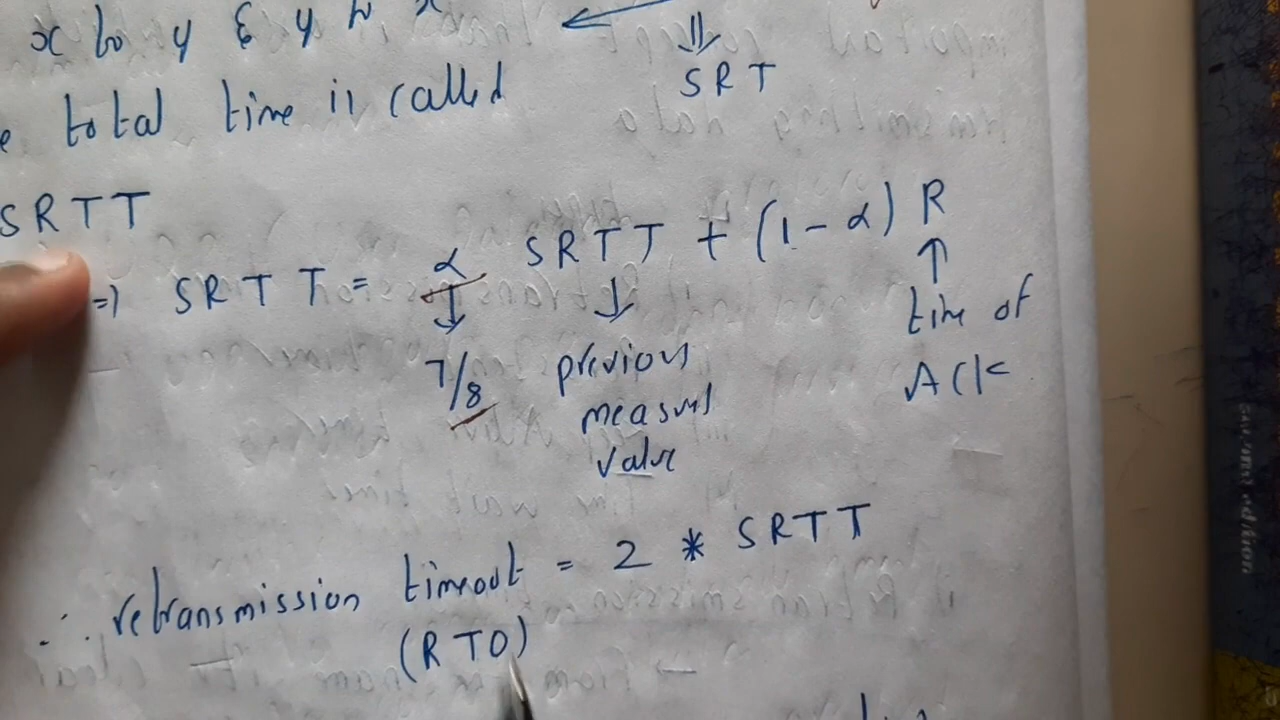 x to y & y to x
SRT
e total time is called
SRTT
=) SRTT = α SRTT + (1-α) R
7/8 previous time of
measured Ack
value
∴ retransmission timeout = 2 * SRTT
(RTO)